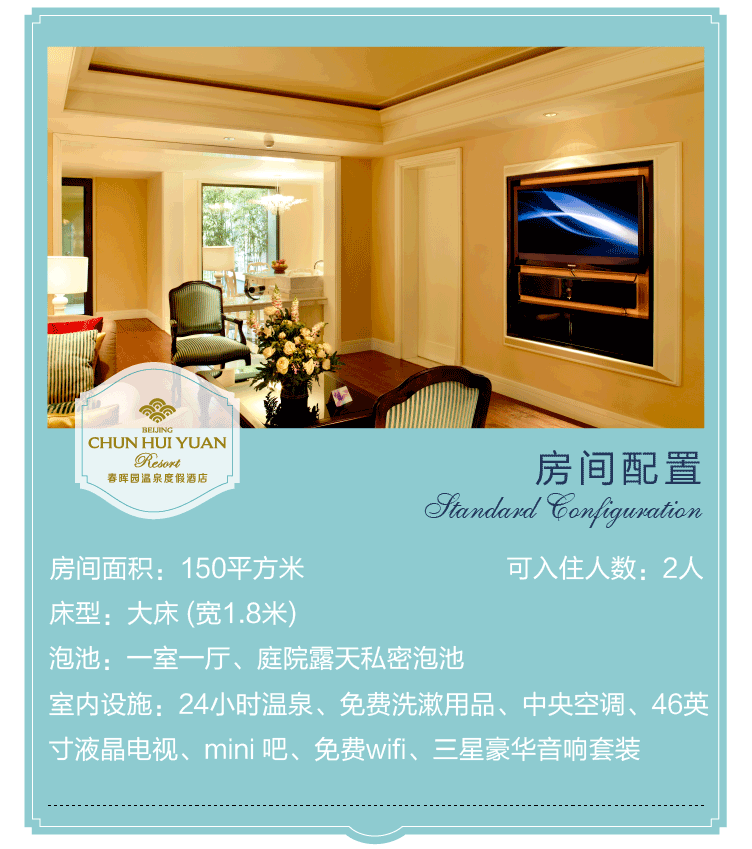 BEIJING
CHUN HUI YUAN
Resort
春晖园温泉度假酒店
房间配置
Standard Configuration
房间面积：150平方米 可入住人数：2人
床型：大床 (宽1.8米)
泡池：一室一厅、庭院露天私密泡池
室内设施：24小时温泉、免费洗漱用品、中央空调、46英
寸液晶电视、mini 吧、免费wifi、三星豪华音响套装